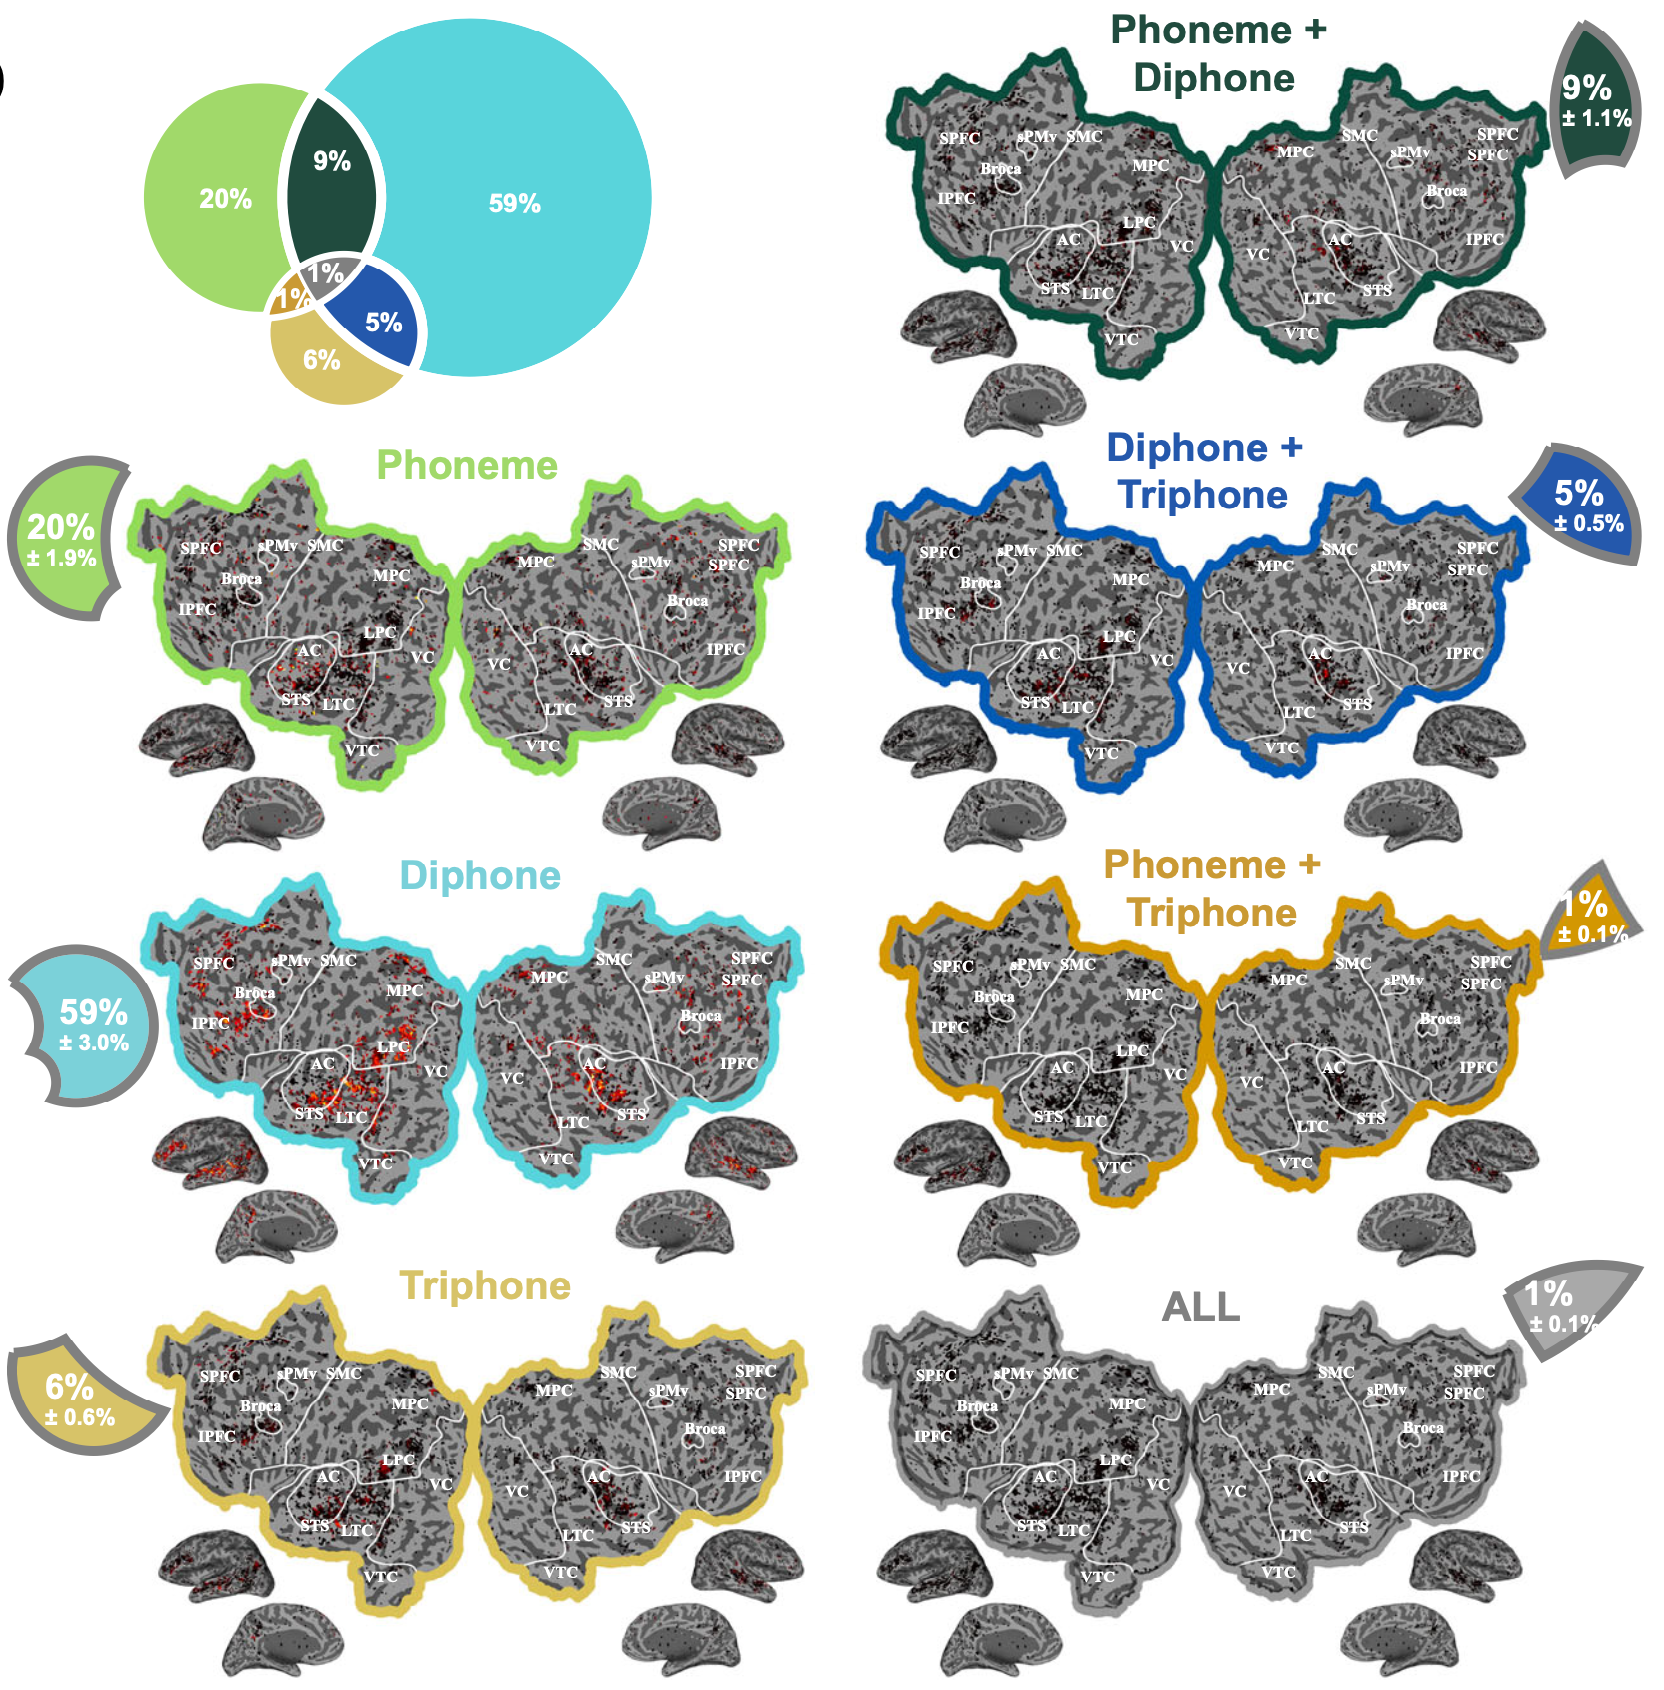 )
20%
9%
59%
1%
1%
5%
6%
Phoneme +
Diphone
9%
± 1.1%
SPFC
sPMv
SMC
Broca
MPC
IPFC
LPC
AC
VC
STS
LTC
VTC
SMC
SPFC
MPC
sPMv
SPFC
Broca
AC
IPFC
VC
STS
LTC
VTC
Phoneme
20%
± 1.9%
SPFC
sPMv
SMC
Broca
MPC
IPFC
LPC
AC
VC
STS
LTC
VTC
SMC
SPFC
MPC
sPMv
SPFC
Broca
AC
IPFC
VC
STS
LTC
VTC
Diphone +
Triphone
5%
± 0.5%
SPFC
sPMv
SMC
Broca
MPC
IPFC
LPC
AC
VC
STS
LTC
VTC
SMC
SPFC
MPC
sPMv
SPFC
Broca
AC
IPFC
VC
STS
LTC
VTC
Diphone
59%
± 3.0%
SPFC
sPMv
SMC
Broca
MPC
IPFC
LPC
AC
VC
STS
LTC
VTC
SMC
SPFC
MPC
sPMv
SPFC
Broca
AC
IPFC
VC
STS
LTC
VTC
Phoneme +
Triphone
1%
± 0.1%
SPFC
sPMv
SMC
Broca
MPC
IPFC
LPC
AC
VC
STS
LTC
VTC
SMC
SPFC
MPC
sPMv
SPFC
Broca
AC
IPFC
VC
STS
LTC
VTC
Triphone
6%
± 0.6%
SPFC
sPMv
SMC
Broca
MPC
IPFC
LPC
AC
VC
STS
LTC
VTC
SMC
SPFC
MPC
sPMv
SPFC
Broca
AC
IPFC
VC
STS
LTC
VTC
ALL
1%
± 0.1%
SPFC
sPMv
SMC
Broca
MPC
IPFC
LPC
AC
VC
STS
LTC
VTC
SMC
SPFC
MPC
sPMv
SPFC
Broca
AC
IPFC
VC
STS
LTC
VTC